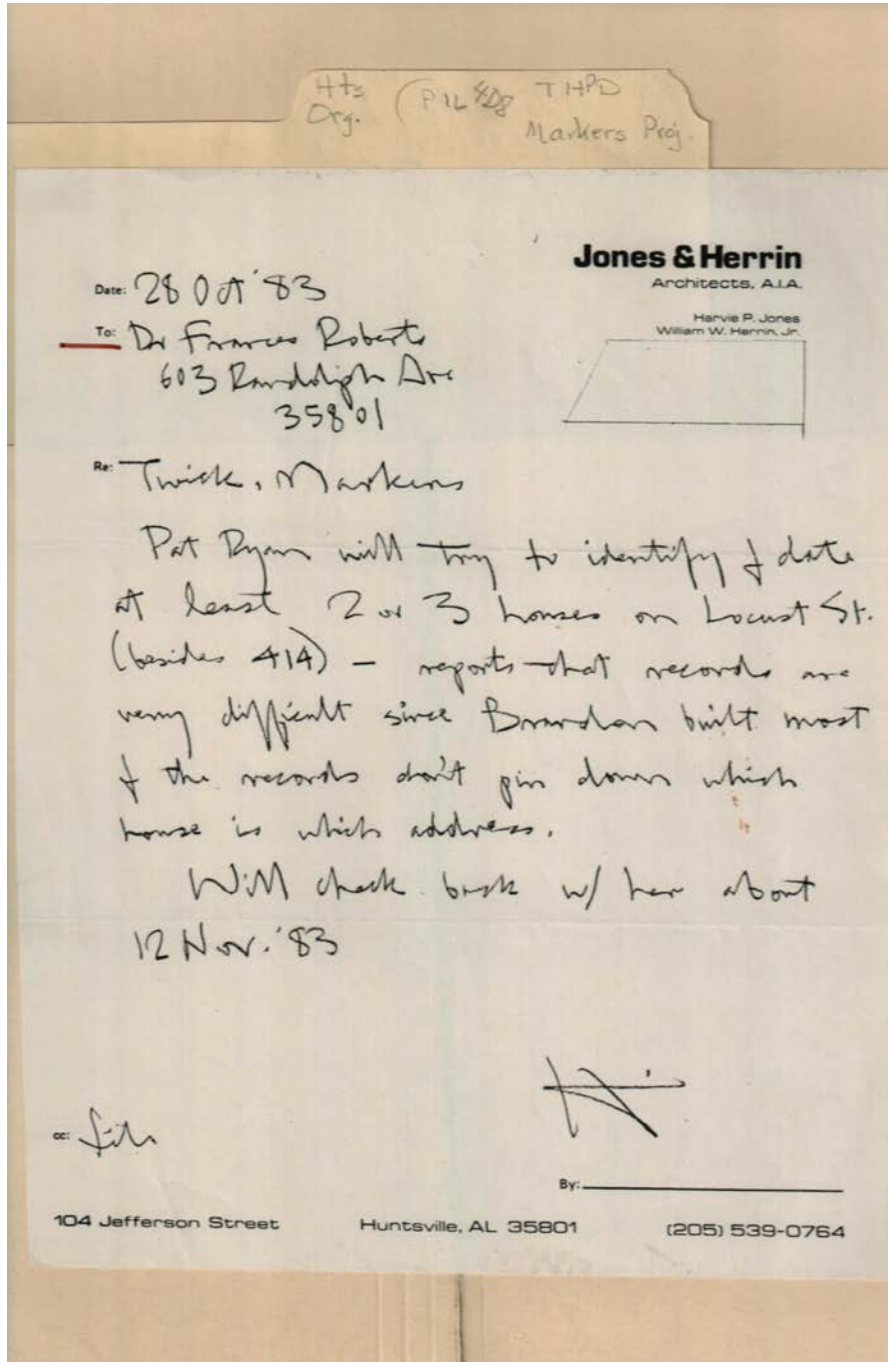 Hts THPD
Org. (PIL
Markers Proj.
Jones & Herrin
Architects, A.I.A.
Harvie P. Jones
William W. Herrin, Jr.
Date: 28 Oct '83
To: Dr Frances Roberts
603 Randolph Ave
35801
Re: Twick. Markers
Pat Ryan will try to identify & date
at least 2 or 3 houses on Locust St.
(besides 414) – reports that records are
very difficult since Brandon built most
& the records don't pin down which
house is which address.
Will check back w/ her about
12 Nov. '83
cc: file
By:
104 Jefferson Street Huntsville, AL 35801 (205) 539-0764